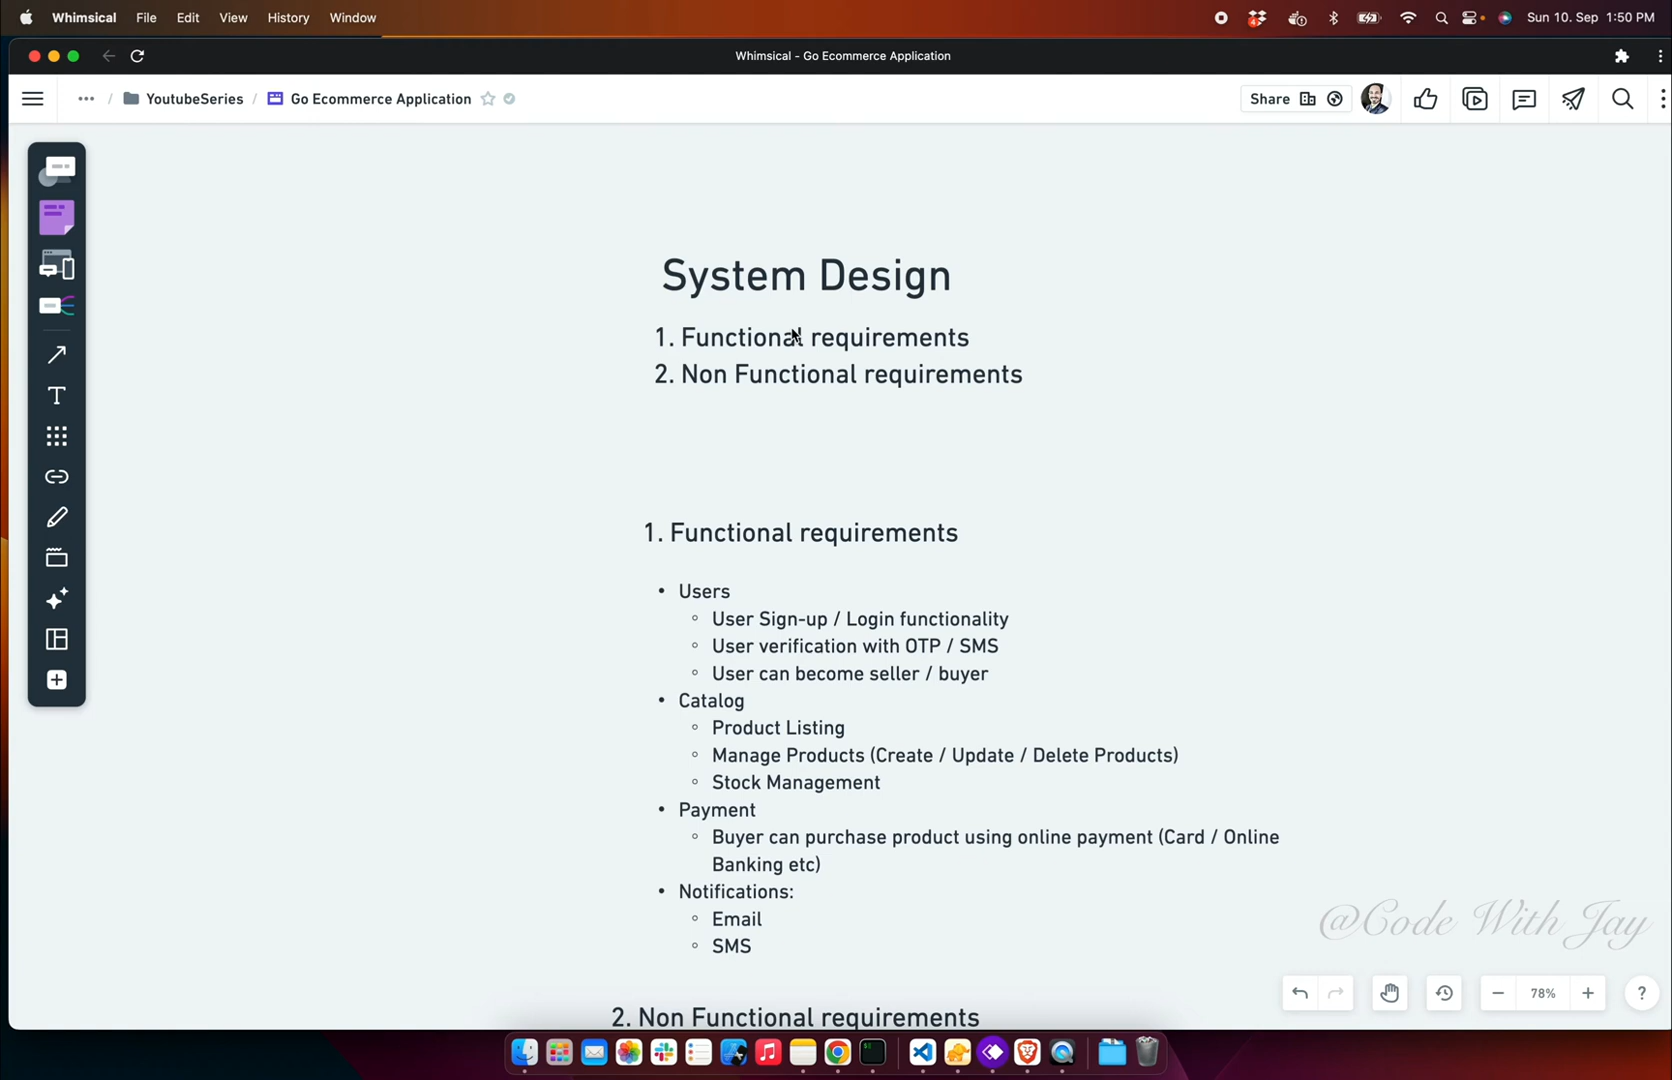 Whimsical File Edit View History Window
Sun 10. Sep 1:50 PM
Whimsical - Go Ecommerce Application
... / YoutubeSeries / Go Ecommerce Application
Share
System Design
1. Functional requirements
2. Non Functional requirements
1. Functional requirements
• Users
◦ User Sign-up / Login functionality
◦ User verification with OTP / SMS
◦ User can become seller / buyer
• Catalog
◦ Product Listing
◦ Manage Products (Create / Update / Delete Products)
◦ Stock Management
• Payment
◦ Buyer can purchase product using online payment (Card / Online
Banking etc)
• Notifications:
◦ Email
◦ SMS
@Code With Jay
78%
?
2. Non Functional requirements